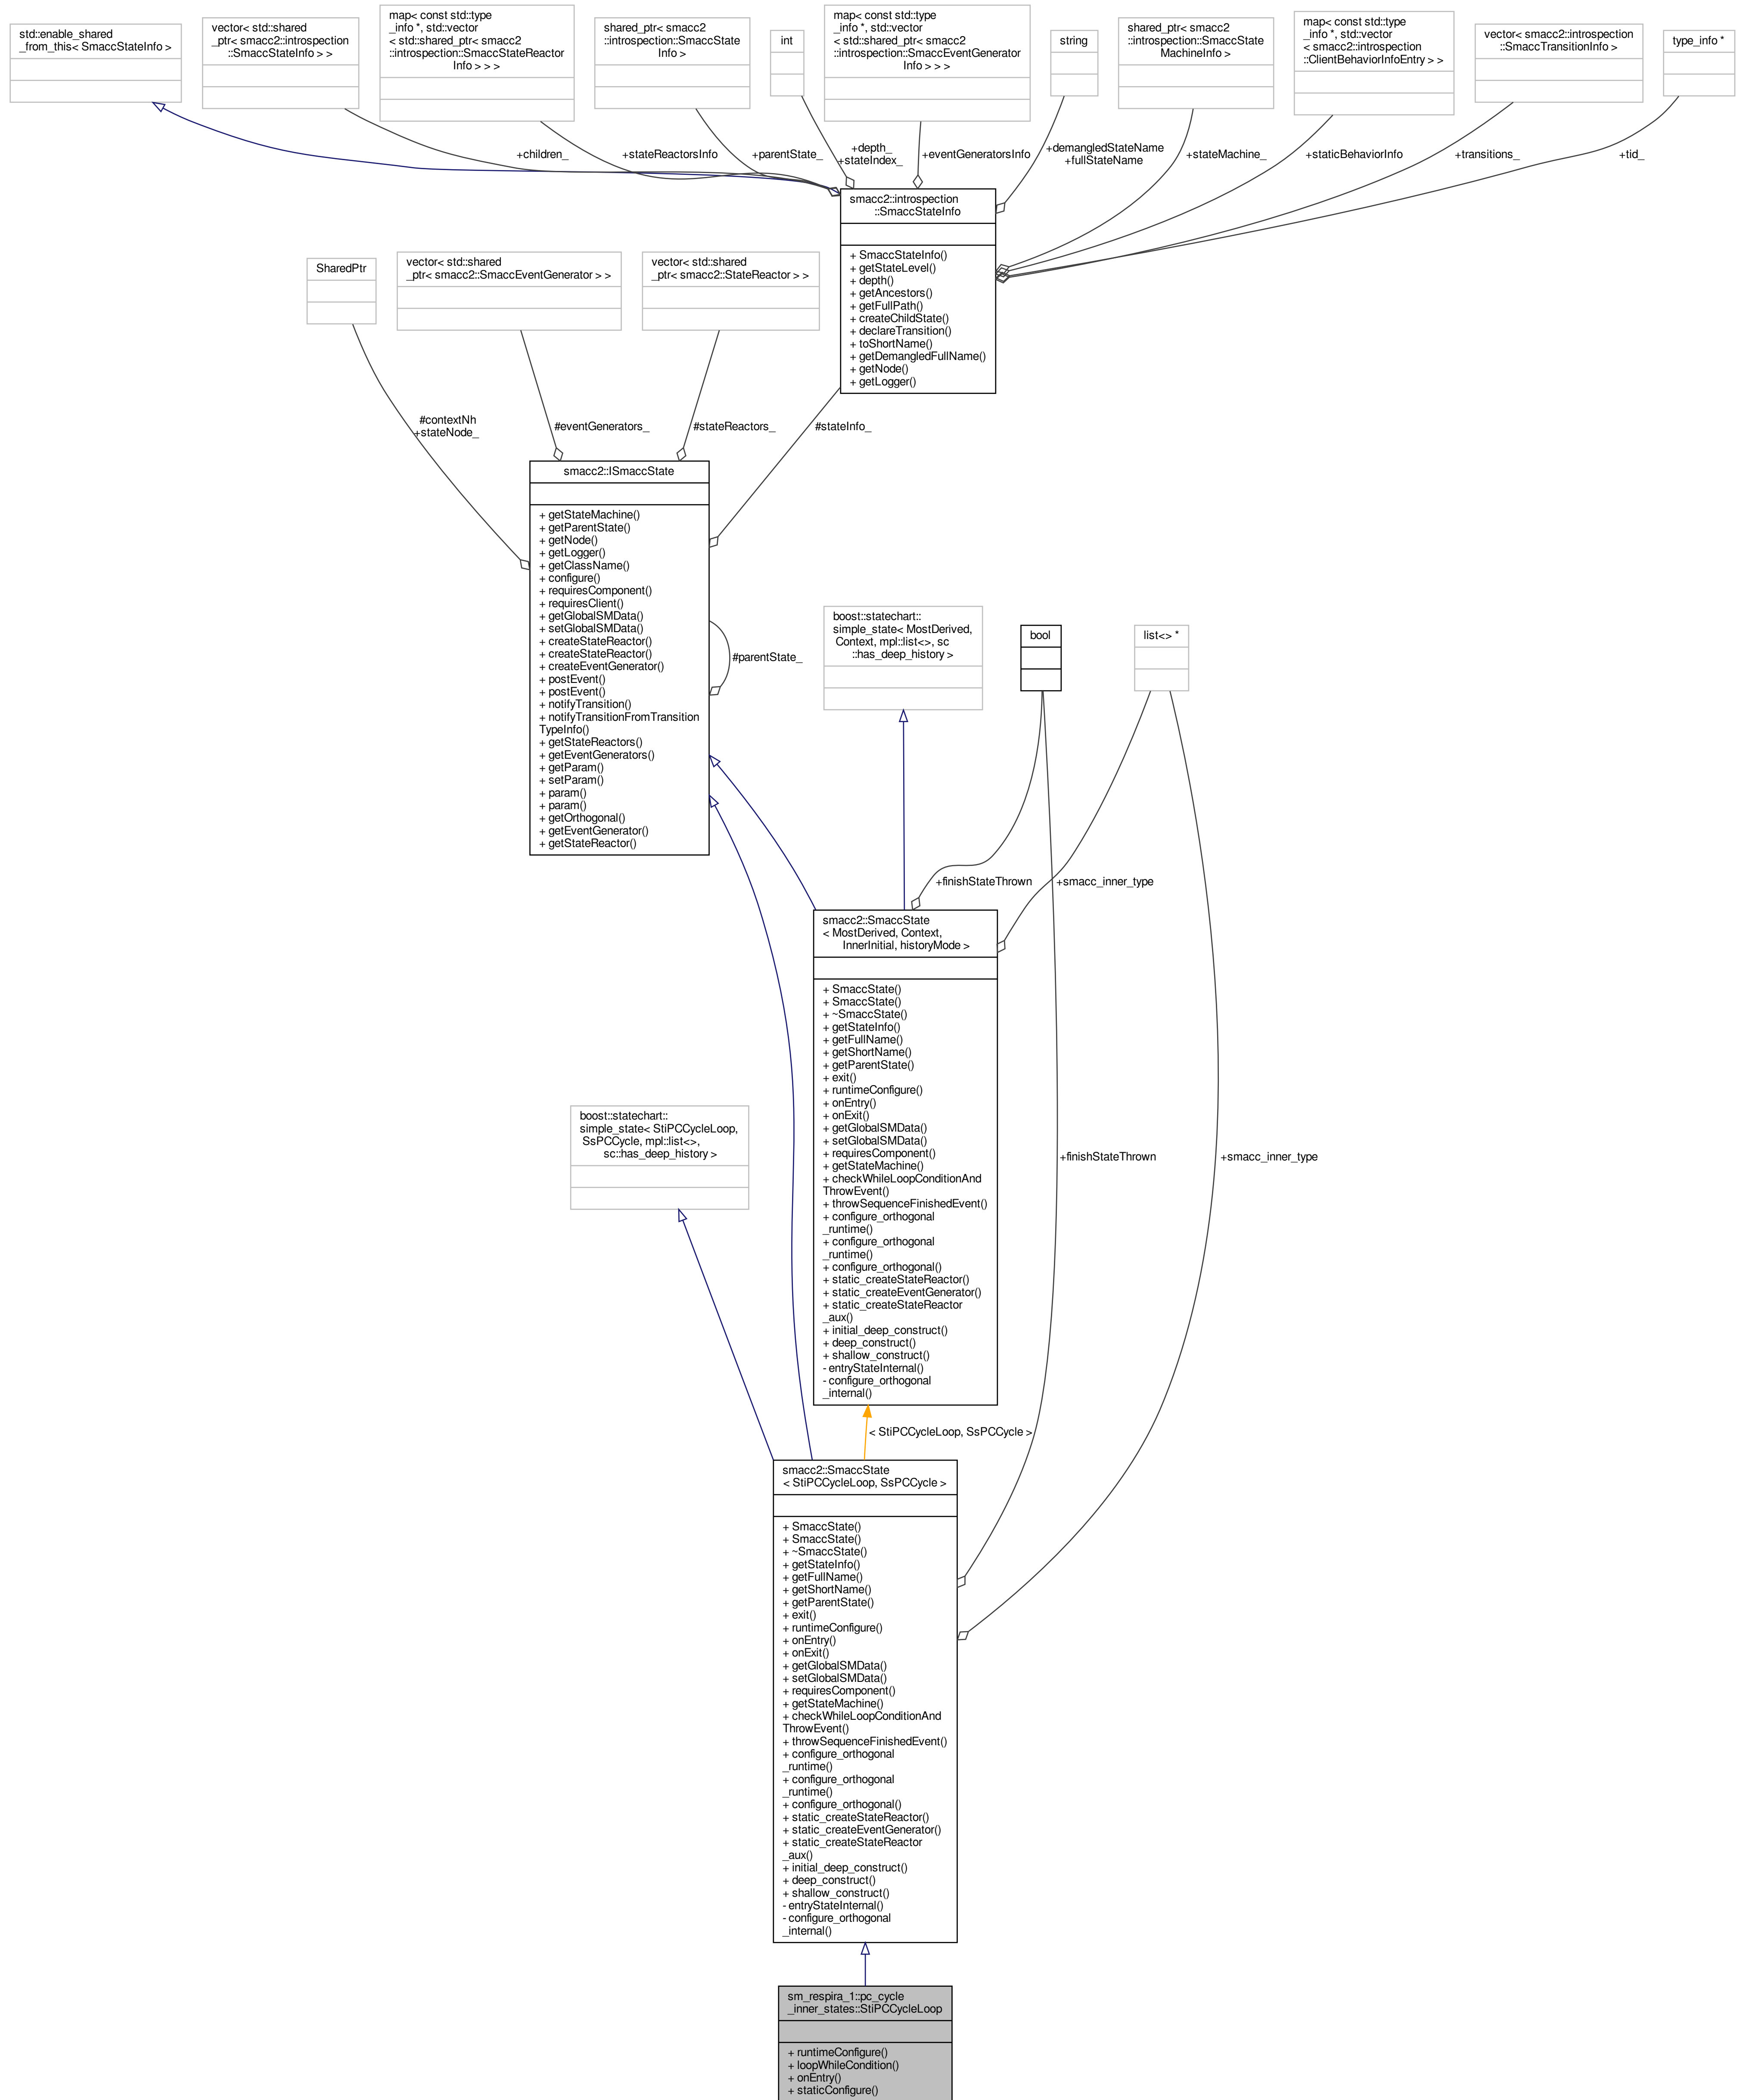 std::enable_shared
_from_this< SmaccStateInfo >
vector< std::shared
_ptr< smacc2::introspection
::SmaccStateInfo > >
map< const std::type
_info *, std::vector
< std::shared_ptr< smacc2
::introspection::SmaccStateReactor
Info > > >
shared_ptr< smacc2
::introspection::SmaccState
Info >
int
map< const std::type
_info *, std::vector
< std::shared_ptr< smacc2
::introspection::SmaccEventGenerator
Info > > >
string
shared_ptr< smacc2
::introspection::SmaccState
MachineInfo >
map< const std::type
_info *, std::vector
< smacc2::introspection
::ClientBehaviorInfoEntry > >
vector< smacc2::introspection
::SmaccTransitionInfo >
type_info *
+children_
+stateReactorsInfo
+parentState_
+depth_
+stateIndex_
+eventGeneratorsInfo
+demangledStateName
+fullStateName
+stateMachine_
+staticBehaviorInfo
+transitions_
+tid_
smacc2::introspection
::SmaccStateInfo
+ SmaccStateInfo()
+ getStateLevel()
+ depth()
+ getAncestors()
+ getFullPath()
+ createChildState()
+ declareTransition()
+ toShortName()
+ getDemangledFullName()
+ getNode()
+ getLogger()
SharedPtr
vector< std::shared
_ptr< smacc2::SmaccEventGenerator > >
vector< std::shared
_ptr< smacc2::StateReactor > >
#contextNh
+stateNode_
#eventGenerators_
#stateReactors_
#stateInfo_
smacc2::ISmaccState
+ getStateMachine()
+ getParentState()
+ getNode()
+ getLogger()
+ getClassName()
+ configure()
+ requiresComponent()
+ requiresClient()
+ getGlobalSMData()
+ setGlobalSMData()
+ createStateReactor()
+ createStateReactor()
+ createEventGenerator()
+ postEvent()
+ postEvent()
+ notifyTransition()
+ notifyTransitionFromTransition
TypeInfo()
+ getStateReactors()
+ getEventGenerators()
+ getParam()
+ setParam()
+ param()
+ param()
+ getOrthogonal()
+ getEventGenerator()
+ getStateReactor()
#parentState_
boost::statechart::
simple_state< MostDerived,
Context, mpl::list<>, sc
::has_deep_history >
bool
list<> *
+finishStateThrown
+smacc_inner_type
smacc2::SmaccState
< MostDerived, Context,
InnerInitial, historyMode >
+ SmaccState()
+ SmaccState()
+ ~SmaccState()
+ getStateInfo()
+ getFullName()
+ getShortName()
+ getParentState()
+ exit()
+ runtimeConfigure()
+ onEntry()
+ onExit()
+ getGlobalSMData()
+ setGlobalSMData()
+ requiresComponent()
+ getStateMachine()
+ checkWhileLoopConditionAnd
ThrowEvent()
+ throwSequenceFinishedEvent()
+ configure_orthogonal
_runtime()
+ configure_orthogonal
_runtime()
+ configure_orthogonal()
+ static_createStateReactor()
+ static_createEventGenerator()
+ static_createStateReactor
_aux()
+ initial_deep_construct()
+ deep_construct()
+ shallow_construct()
- entryStateInternal()
- configure_orthogonal
_internal()
boost::statechart::
simple_state< StiPCCycleLoop,
SsPCCycle, mpl::list<>,
sc::has_deep_history >
+finishStateThrown
+smacc_inner_type
< StiPCCycleLoop, SsPCCycle >
smacc2::SmaccState
< StiPCCycleLoop, SsPCCycle >
+ SmaccState()
+ SmaccState()
+ ~SmaccState()
+ getStateInfo()
+ getFullName()
+ getShortName()
+ getParentState()
+ exit()
+ runtimeConfigure()
+ onEntry()
+ onExit()
+ getGlobalSMData()
+ setGlobalSMData()
+ requiresComponent()
+ getStateMachine()
+ checkWhileLoopConditionAnd
ThrowEvent()
+ throwSequenceFinishedEvent()
+ configure_orthogonal
_runtime()
+ configure_orthogonal
_runtime()
+ configure_orthogonal()
+ static_createStateReactor()
+ static_createEventGenerator()
+ static_createStateReactor
_aux()
+ initial_deep_construct()
+ deep_construct()
+ shallow_construct()
- entryStateInternal()
- configure_orthogonal
_internal()
sm_respira_1::pc_cycle
_inner_states::StiPCCycleLoop
+ runtimeConfigure()
+ loopWhileCondition()
+ onEntry()
+ staticConfigure()